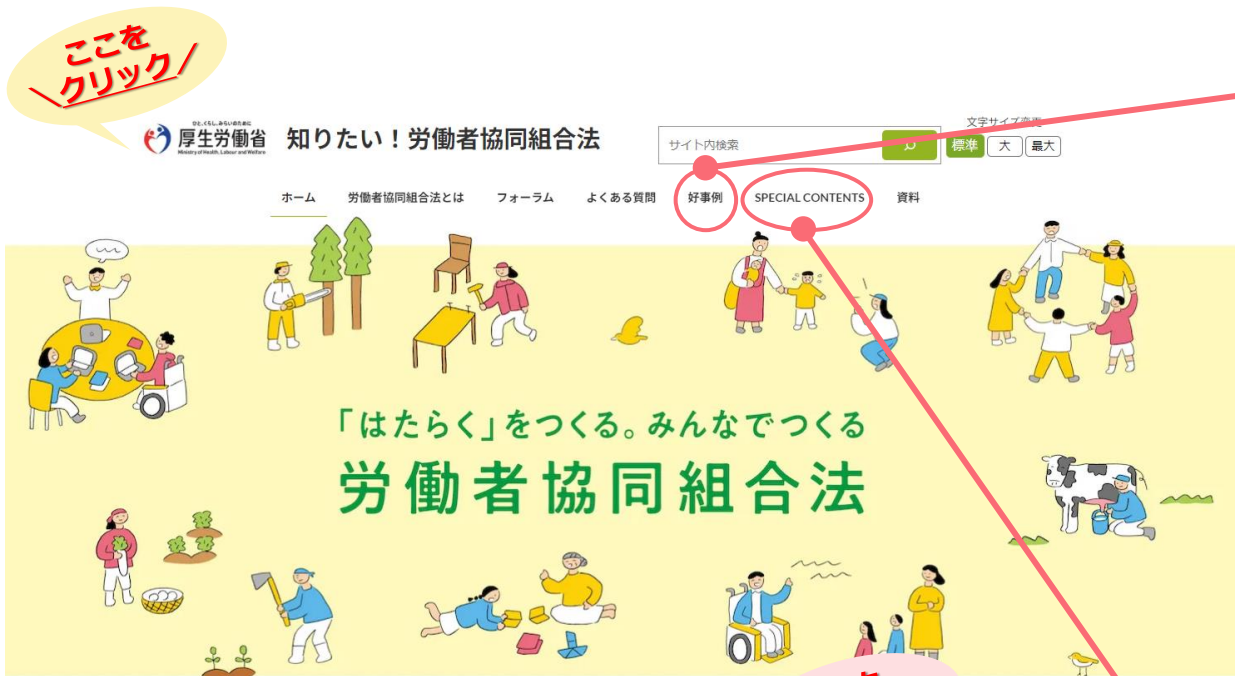 ここを
クリック
ひと、くらし、みらいのために
厚生労働省
Ministry of Health, Labour and Welfare
知りたい！労働者協同組合法
サイト内検索
文字サイズ変更
標準 大 最大
ホーム 労働者協同組合法とは フォーラム よくある質問 好事例 SPECIAL CONTENTS 資料
「はたらく」をつくる。みんなでつくる
労働者協同組合法